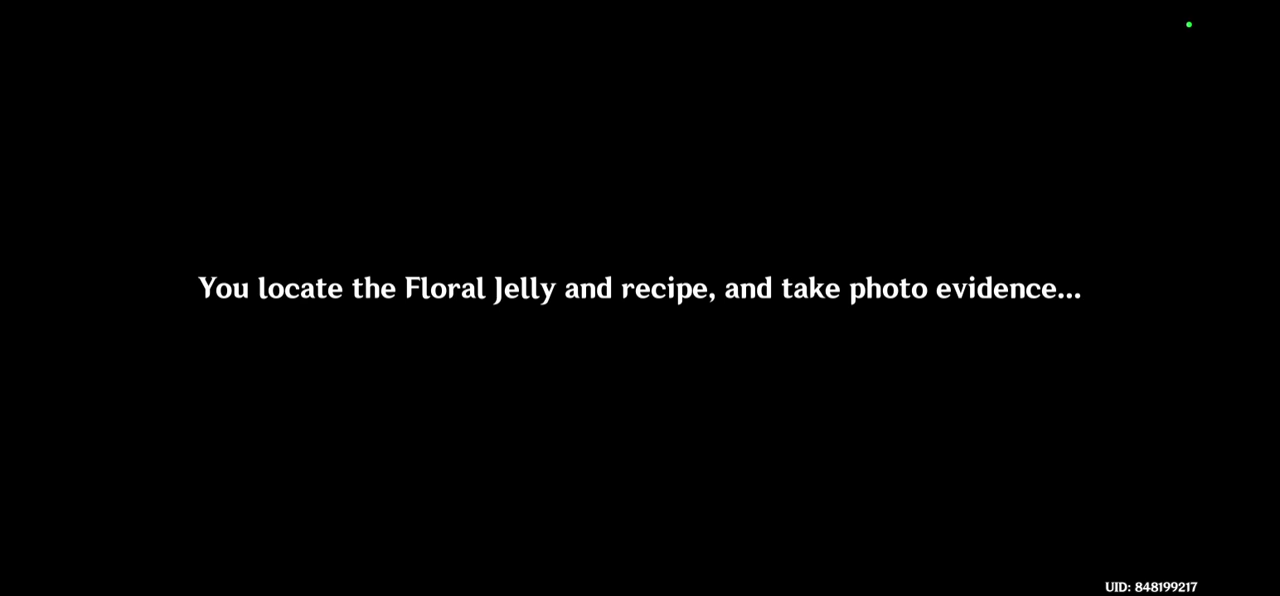 You locate the Floral Jelly and recipe, and take photo evidence...
UID: 848199217